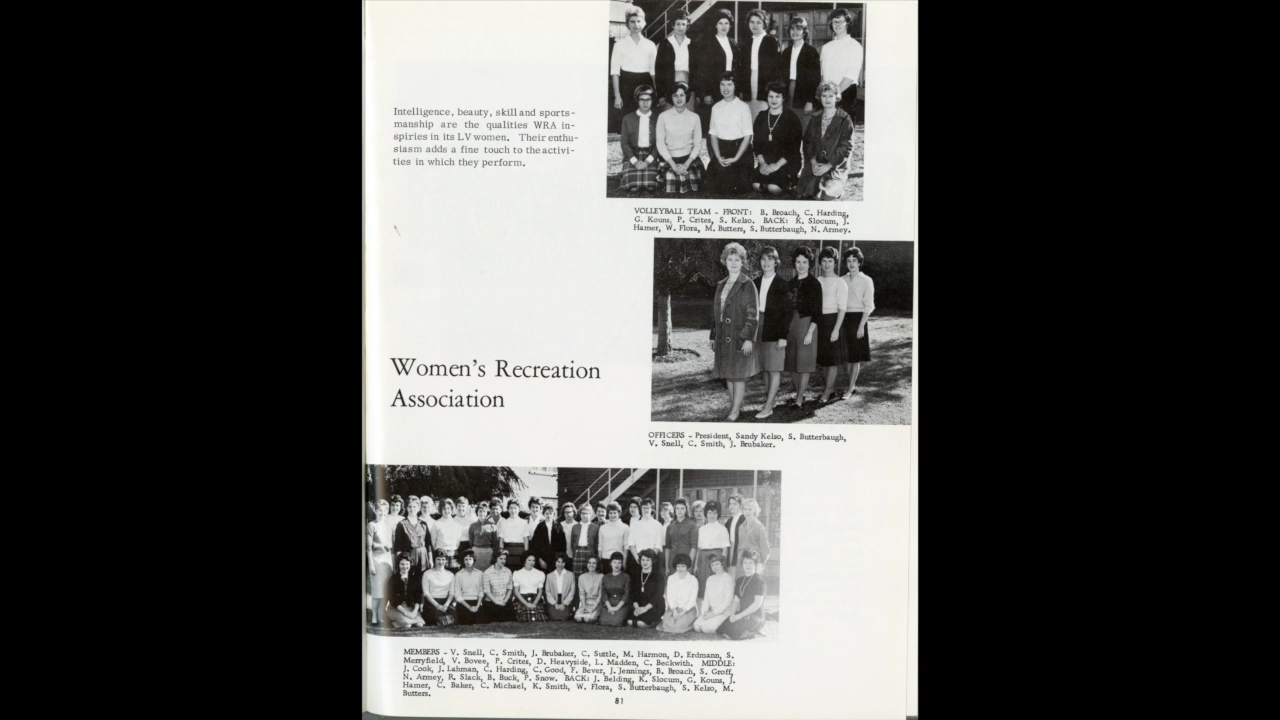 Intelligence, beauty, skill and sports-
manship are the qualities WRA in-
spiries in its LV women. Their enthu-
siasm adds a fine touch to the activi-
ties in which they perform.
VOLLEYBALL TEAM - FRONT: B. Broach, C. Harding,
G. Kouns, P. Crites, S. Kelso. BACK: K. Slocum, J.
Hamer, W. Flora, M. Butters, S. Butterbaugh, N. Armey.
Women's Recreation
Association
OFFICERS - President, Sandy Kelso, S. Butterbaugh,
V. Snell, C. Smith, J. Brubaker.
MEMBERS - V. Snell, C. Smith, J. Brubaker, C. Suttle, M. Harmon, D. Erdmann, S.
Merryfield, V. Bovee, P. Crites, D. Heavyside, L. Madden, C. Beckwith. MIDDLE:
J. Cook, J. Lahman, C. Harding, C. Good, F. Bever, J. Jennings, B. Broach, S. Groff,
N. Armey, R. Slack, B. Buck, P. Snow. BACK: J. Belding, K. Slocum, G. Kouns, J.
Hamer, C. Baker, C. Michael, K. Smith, W. Flora, S. Butterbaugh, S. Kelso, M.
Butters.
81